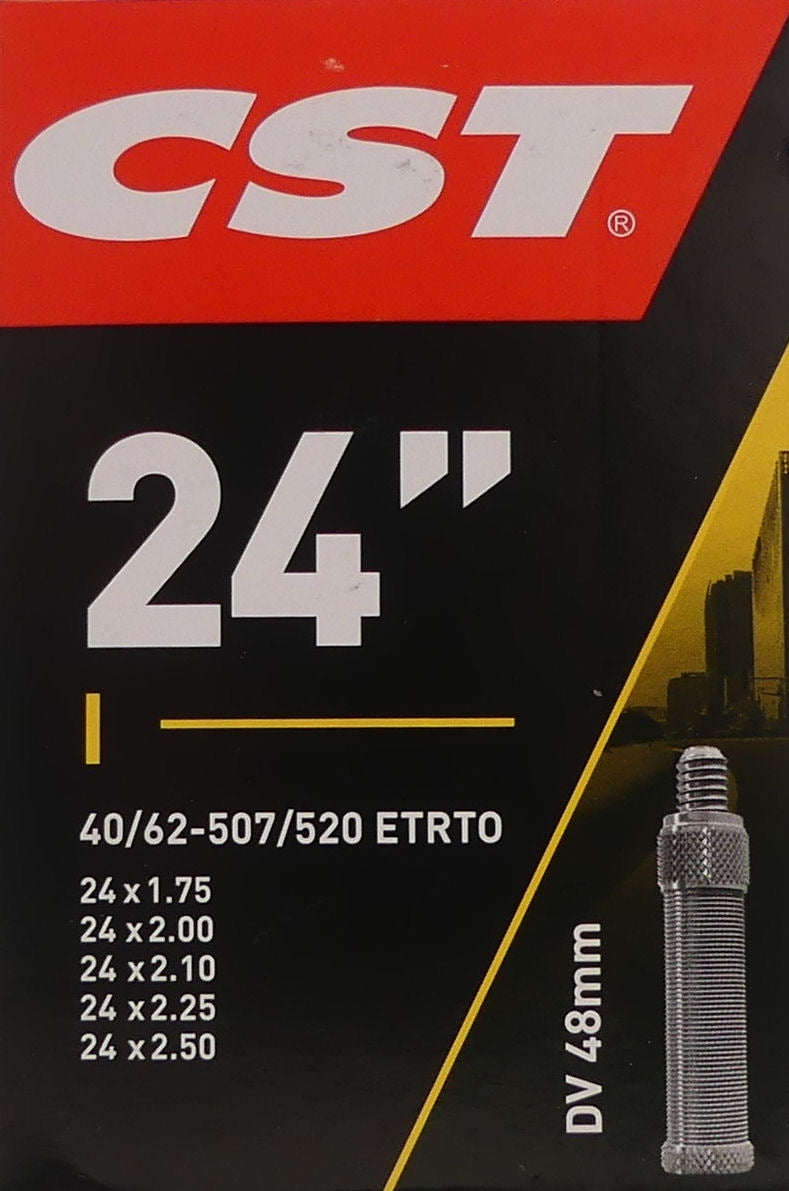 CST®
24”
40/62-507/520 ETRTO
24 x 1.75
24 x 2.00
24 x 2.10
24 x 2.25
24 x 2.50
DV 48mm